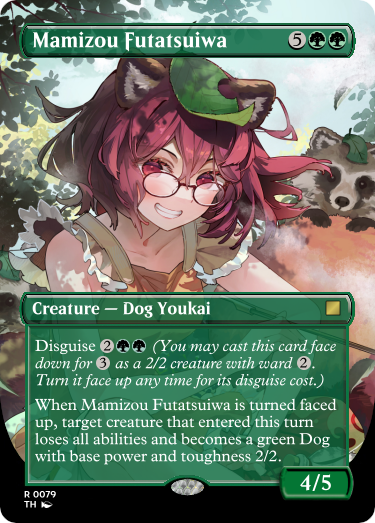 Mamizou Futatsuiwa 5
Creature — Dog Youkai
Disguise 2 (You may cast this card face
down for 3 as a 2/2 creature with ward 2.
Turn it face up any time for its disguise cost.)
When Mamizou Futatsuiwa is turned faced
up, target creature that entered this turn
loses all abilities and becomes a green Dog
with base power and toughness 2/2.
4/5
R 0079
TH